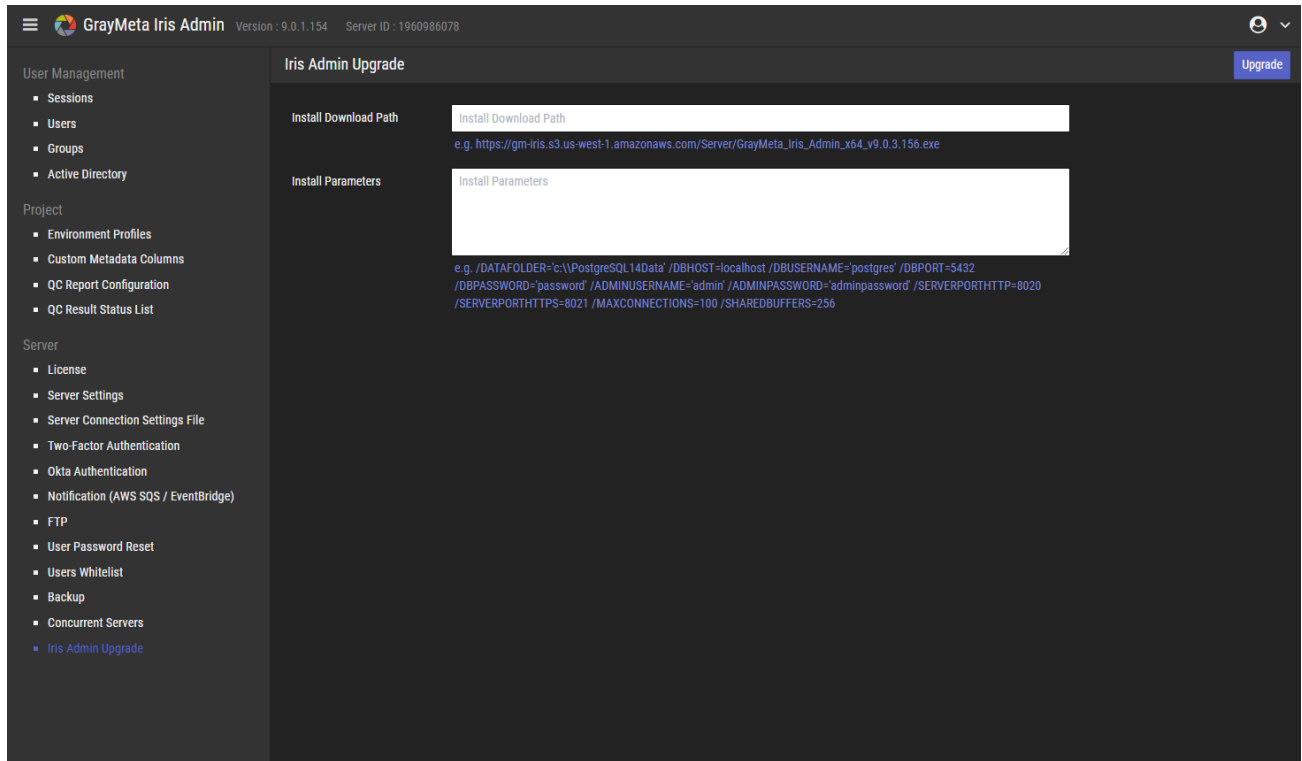 GrayMeta Iris Admin Version : 9.0.1.154 Server ID : 1960986078
User Management
Sessions
Users
Groups
Active Directory
Project
Environment Profiles
Custom Metadata Columns
QC Report Configuration
QC Result Status List
Server
License
Server Settings
Server Connection Settings File
Two-Factor Authentication
Okta Authentication
Notification (AWS SQS / EventBridge)
FTP
User Password Reset
Users Whitelist
Backup
Concurrent Servers
Iris Admin Upgrade
Iris Admin Upgrade
Upgrade
Install Download Path
Install Download Path
e.g. https://gm-iris.s3.us-west-1.amazonaws.com/Server/GrayMeta_Iris_Admin_x64_v9.0.3.156.exe
Install Parameters
Install Parameters
e.g. /DATAFOLDER='c:\\PostgreSQL14Data' /DBHOST=localhost /DBUSERNAME='postgres' /DBPORT=5432
/DBPASSWORD='password' /ADMINUSERNAME='admin' /ADMINPASSWORD='adminpassword' /SERVERPORTHTTP=8020
/SERVERPORTHTTPS=8021 /MAXCONNECTIONS=100 /SHAREDBUFFERS=256